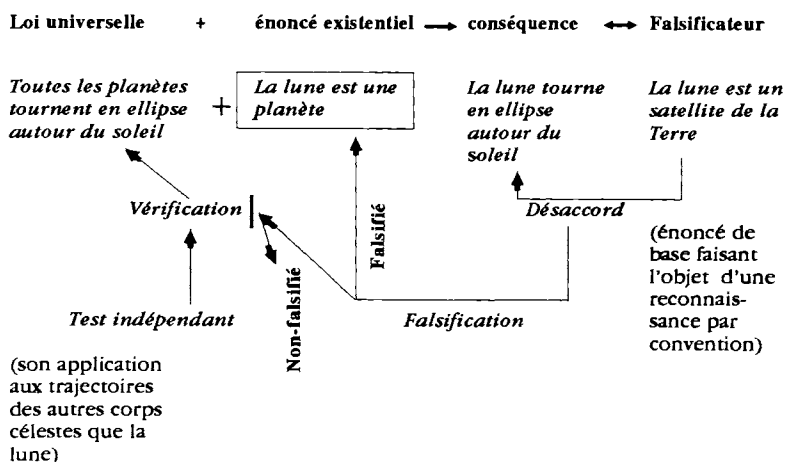 Loi universelle + énoncé existentiel → conséquence ↔ Falsificateur
Toutes les planètes
tournent en ellipse
autour du soleil
+
La lune est une
planète
La lune tourne
en ellipse
autour du
soleil
La lune est un
satellite de la
Terre
Vérification
Falsifié
Désaccord
Non-falsifié
(énoncé de
base faisant
l'objet d'une
reconnais-
sance par
convention)
Test indépendant
Falsification
(son application
aux trajectoires
des autres corps
célestes que la
lune)